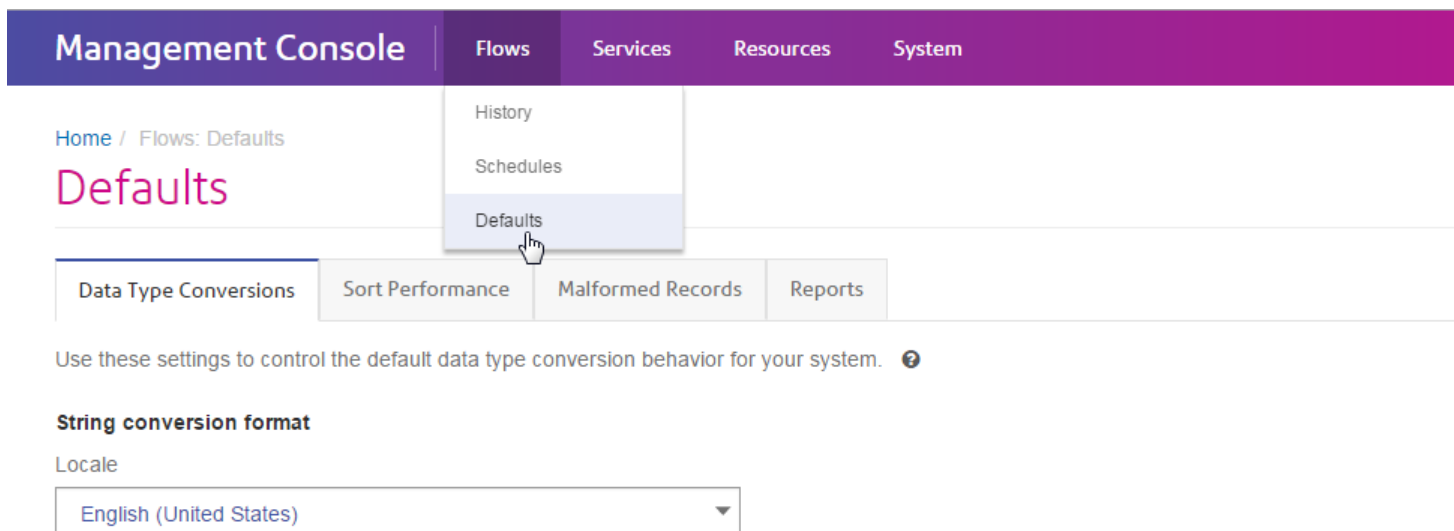 Management Console Flows Services Resources System
History
Home / Flows: Defaults
Schedules
Defaults
Defaults
Data Type Conversions Sort Performance Malformed Records Reports
Use these settings to control the default data type conversion behavior for your system. ?
String conversion format
Locale
English (United States)